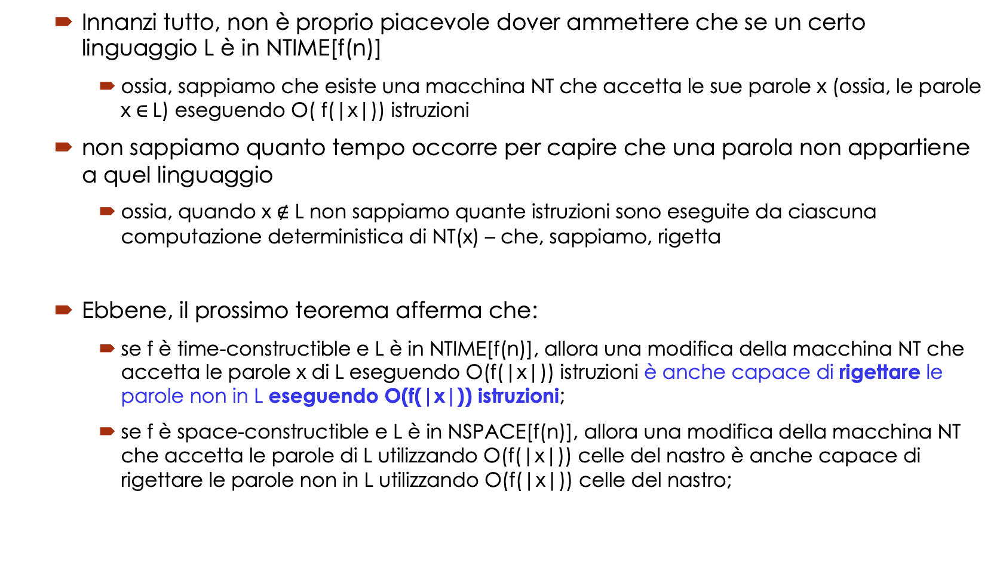 Innanzi tutto, non è proprio piacevole dover ammettere che se un certo
linguaggio L è in NTIME[f(n)]
ossia, sappiamo che esiste una macchina NT che accetta le sue parole x (ossia, le parole
x ∈ L) eseguendo O( f(|x|)) istruzioni
non sappiamo quanto tempo occorre per capire che una parola non appartiene
a quel linguaggio
ossia, quando x ∉ L non sappiamo quante istruzioni sono eseguite da ciascuna
computazione deterministica di NT(x) – che, sappiamo, rigetta
Ebbene, il prossimo teorema afferma che:
se f è time-constructible e L è in NTIME[f(n)], allora una modifica della macchina NT che
accetta le parole x di L eseguendo O(f(|x|)) istruzioni è anche capace di rigettare le
parole non in L eseguendo O(f(|x|)) istruzioni;
se f è space-constructible e L è in NSPACE[f(n)], allora una modifica della macchina NT
che accetta le parole di L utilizzando O(f(|x|)) celle del nastro è anche capace di
rigettare le parole non in L utilizzando O(f(|x|)) celle del nastro;